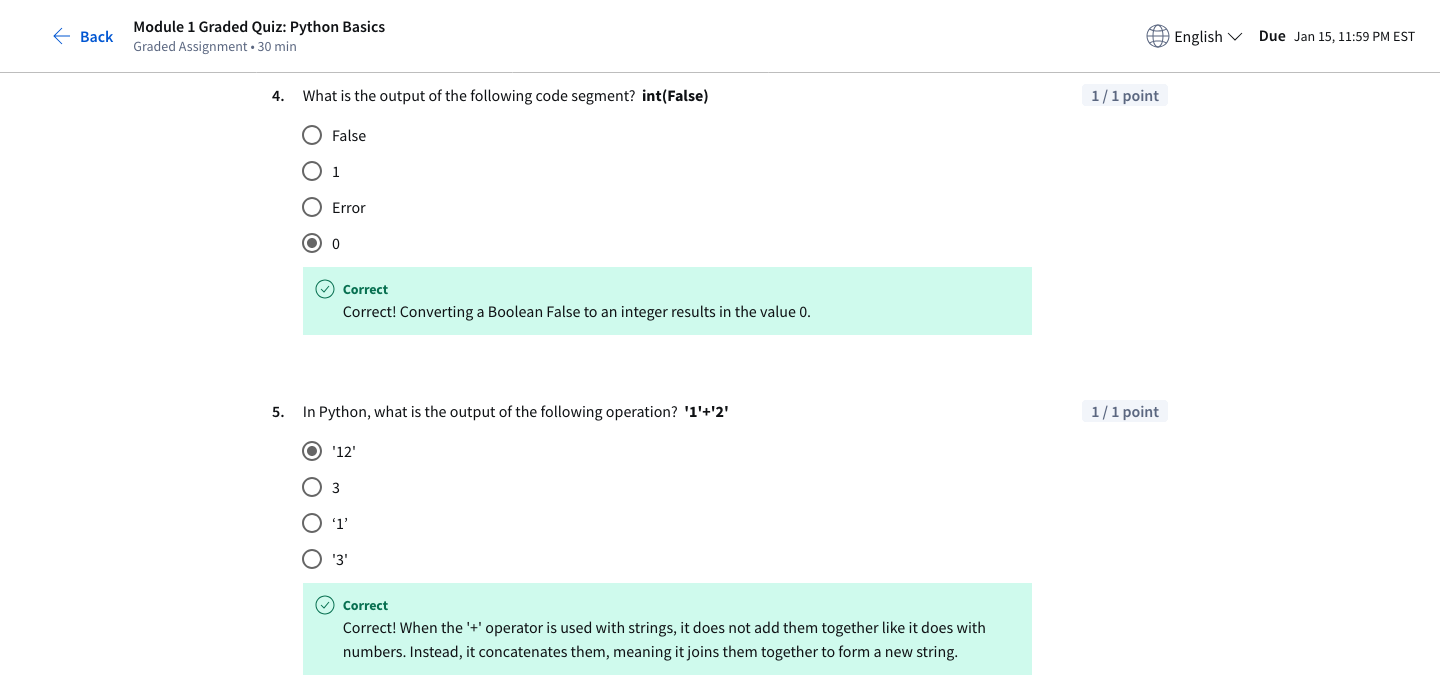 Back
Module 1 Graded Quiz: Python Basics
Graded Assignment • 30 min
English
Due Jan 15, 11:59 PM EST
4. What is the output of the following code segment? int(False)
1 / 1 point
False
1
Error
0
Correct
Correct! Converting a Boolean False to an integer results in the value 0.
5. In Python, what is the output of the following operation? '1'+'2'
1 / 1 point
'12'
3
‘1’
'3'
Correct
Correct! When the '+' operator is used with strings, it does not add them together like it does with
numbers. Instead, it concatenates them, meaning it joins them together to form a new string.